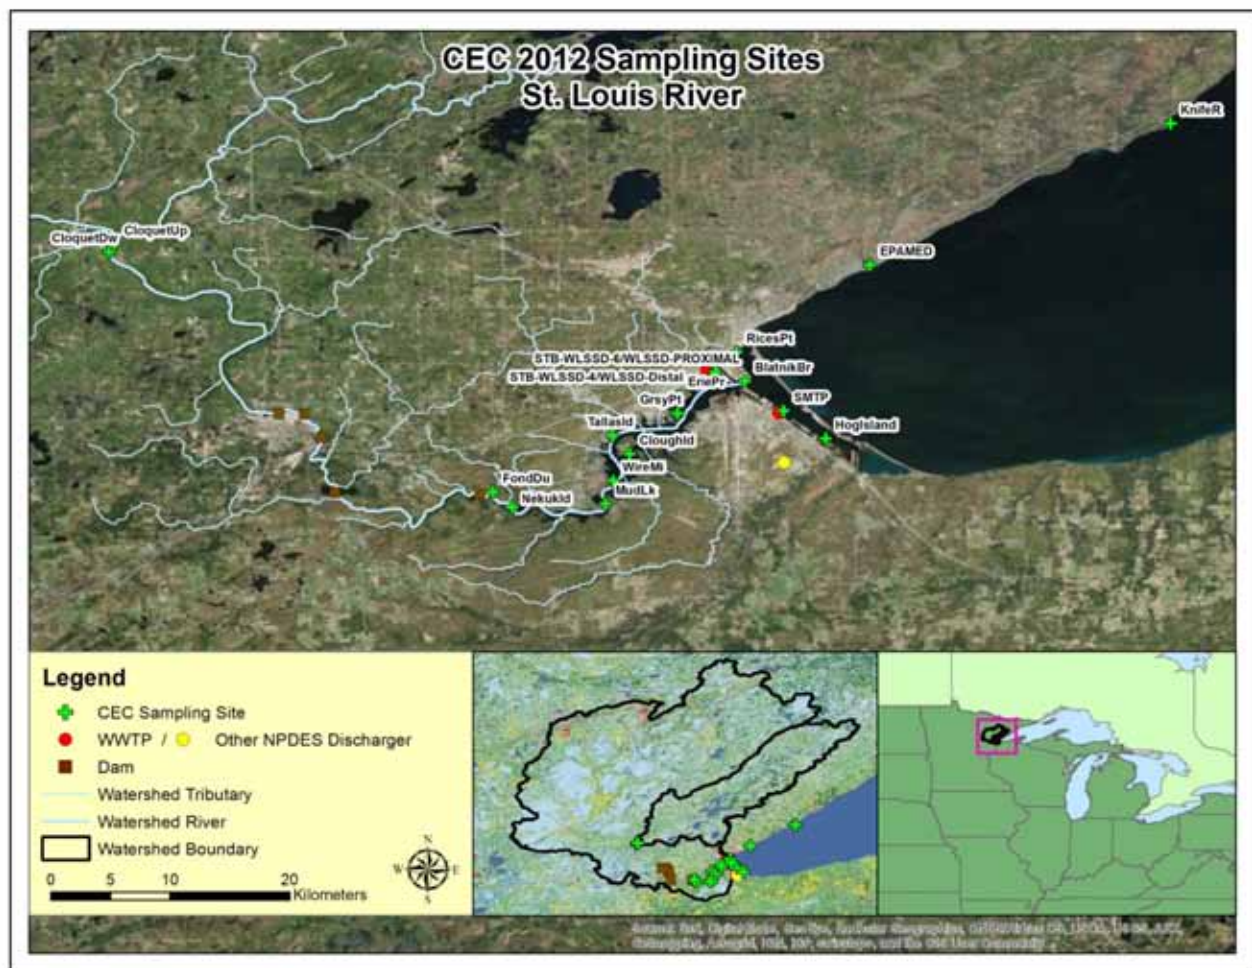 CEC 2012 Sampling Sites
St. Louis River
KnifeR
CloquetUp
CloquetDw
EPAMED
RicesPt
STB-WLSSD-6/WLSSD-PROXIMAL
BlatnikBr
STB-WLSSD-4/WLSSD-Distal
EriePr
GrsyPt
SMTP
TallasId
HogIsland
CloughId
WireMi
FondDu
MudLk
NekukId
Legend
CEC Sampling Site
WWTP / Other NPDES Discharger
Dam
Watershed Tributary
Watershed River
Watershed Boundary
N
W E
S
0 5 10 20
Kilometers